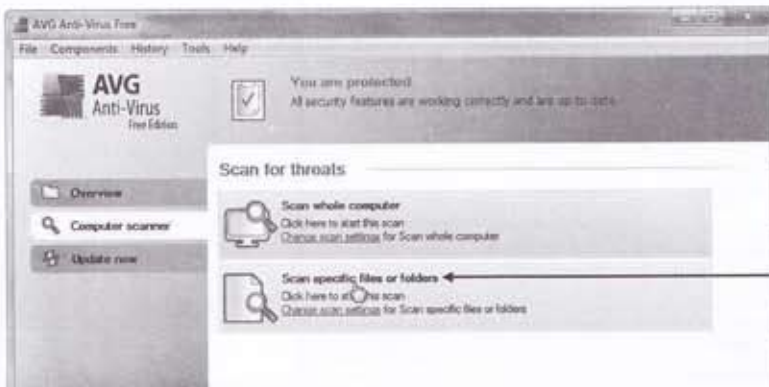 AVG Anti-Virus Free
File Components History Tools Help
AVG
Anti-Virus
Free Edition
You are protected
All security features are working correctly and are up to date.
Scan for threats
Overview
Computer scanner
Update now
Scan whole computer
Click here to start this scan
Change scan settings for Scan whole computer
Scan specific files or folders
Click here to this scan
Change scan settings for Scan specific files or folders